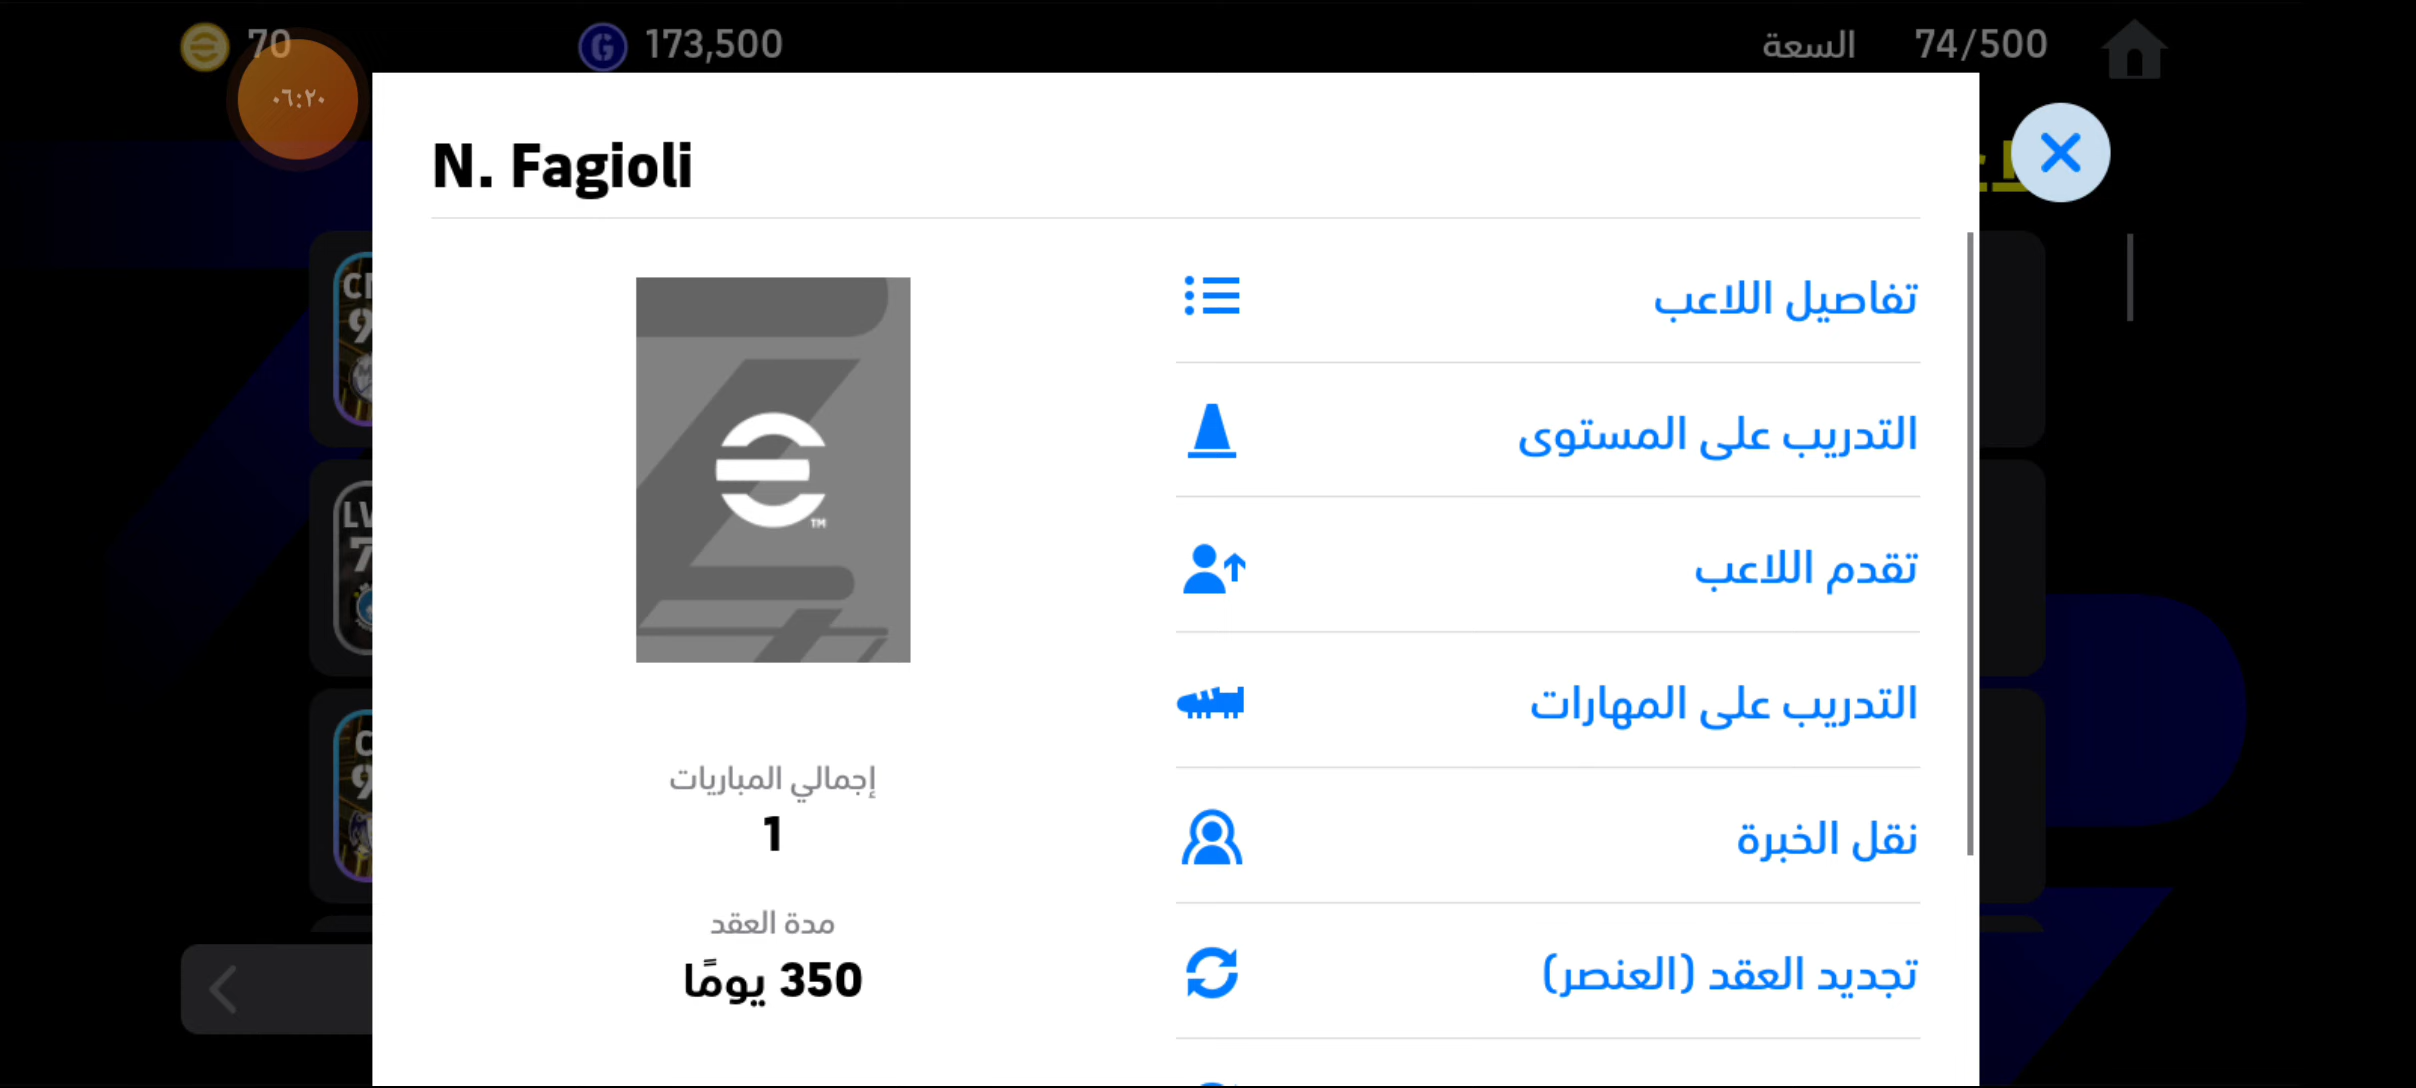 70
173,500
السعة 74/500
٠٦:٢٠
N. Fagioli
تفاصيل اللاعب
التدريب على المستوى
تقدم اللاعب
التدريب على المهارات
نقل الخبرة
تجديد العقد (العنصر)
TM
إجمالي المباريات
1
مدة العقد
350 يومًا